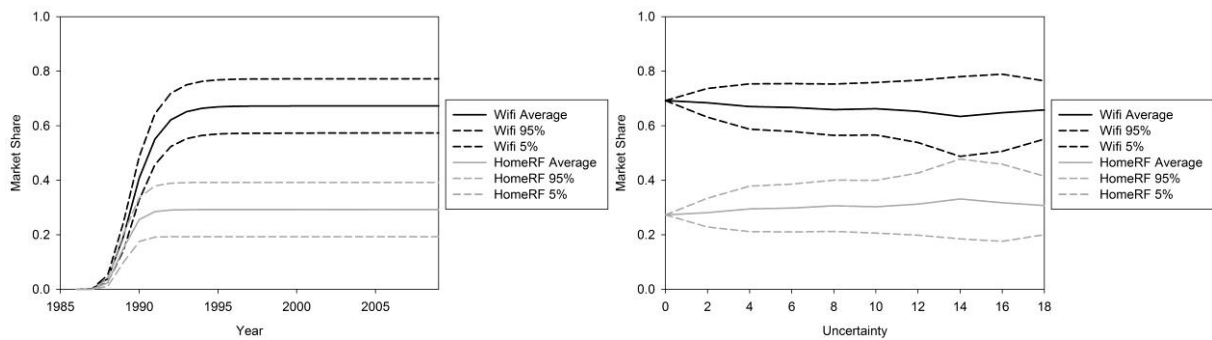 1.0
0.8
0.6
0.4
0.2
0.0
Market Share
1985
1990
1995
2000
2005
Year
Wifi Average
Wifi 95%
Wifi 5%
HomeRF Average
HomeRF 95%
HomeRF 5%
1.0
0.8
0.6
0.4
0.2
0.0
Market Share
0
2
4
6
8
10
12
14
16
18
Uncertainty
Wifi Average
Wifi 95%
Wifi 5%
HomeRF Average
HomeRF 95%
HomeRF 5%